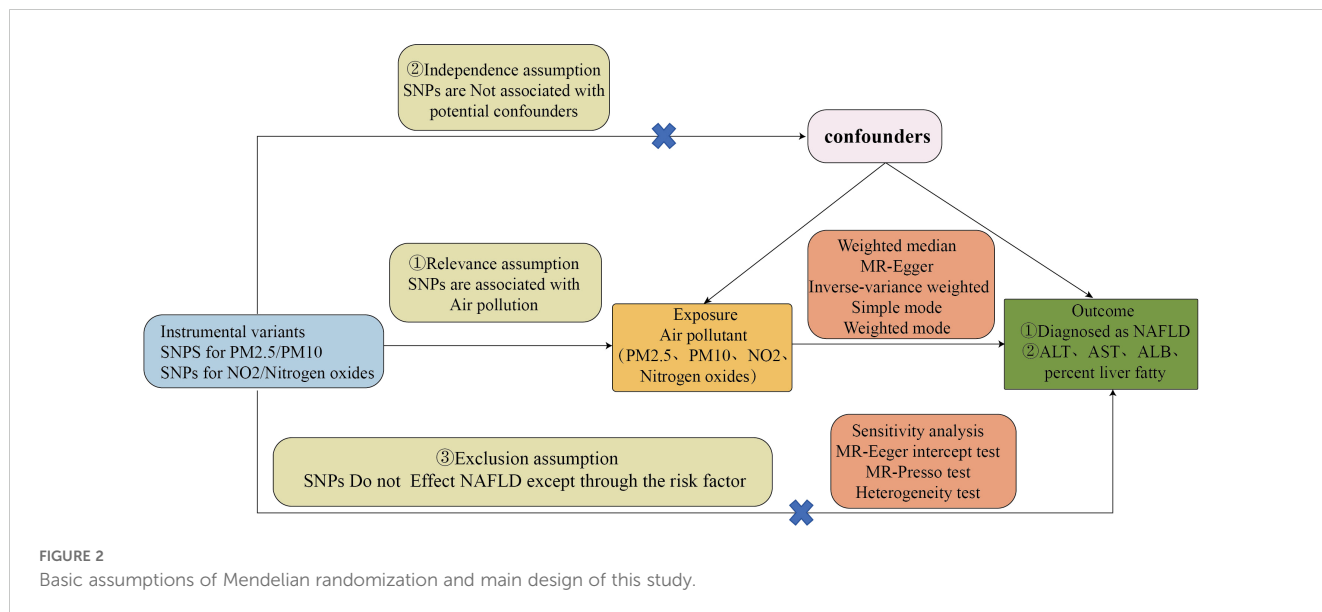 ②Independence assumption
SNPs are Not associated with
potential confounders
confounders
①Relevance assumption
SNPs are associated with
Air pollution
Weighted median
MR-Egger
Inverse-variance weighted
Simple mode
Weighted mode
Instrumental variants
SNPS for PM2.5/PM10
SNPs for NO2/Nitrogen oxides
Exposure
Air pollutant
(PM2.5、PM10、NO2、
Nitrogen oxides)
Outcome
①Diagnosed as NAFLD
②ALT、AST、ALB、
percent liver fatty
③Exclusion assumption
SNPs Do not Effect NAFLD except through the risk factor
Sensitivity analysis
MR-Eeger intercept test
MR-Presso test
Heterogeneity test
FIGURE 2
Basic assumptions of Mendelian randomization and main design of this study.